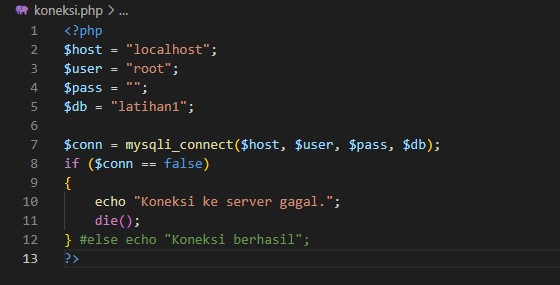 koneksi.php > ...
1 <?php
2 $host = "localhost";
3 $user = "root";
4 $pass = "";
5 $db = "latihan1";
6
7 $conn = mysqli_connect($host, $user, $pass, $db);
8 if ($conn == false)
9 {
10 echo "Koneksi ke server gagal.";
11 die();
12 } #else echo "Koneksi berhasil";
13 ?>